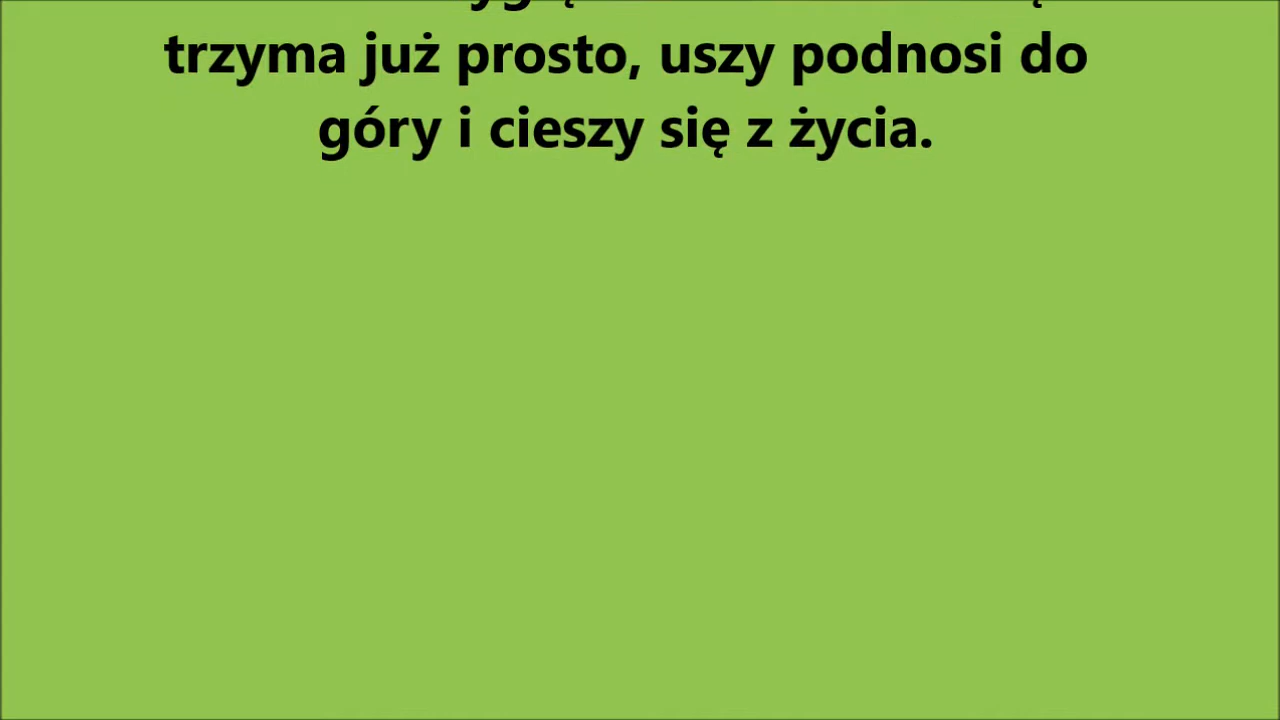 trzyma już prosto, uszy podnosi do
góry i cieszy się z życia.